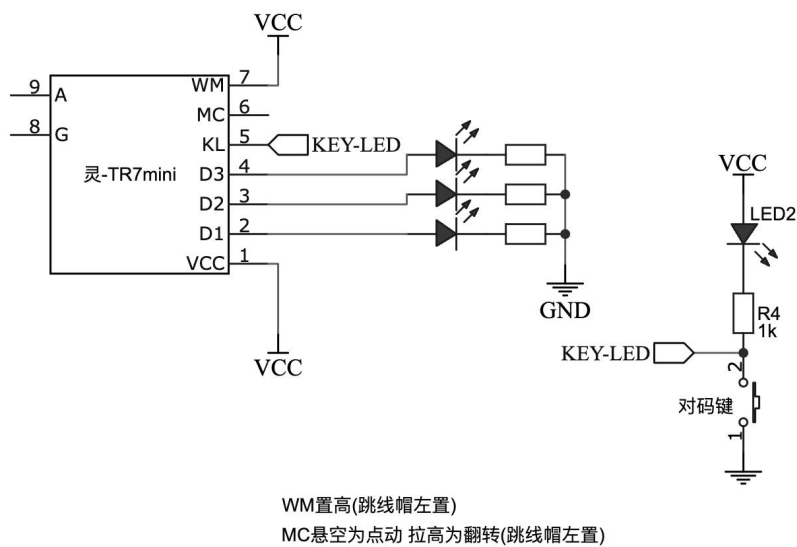 VCC
WM 7
9 A
MC 6
KL 5 KEY-LED
8 G
灵-TR7mini
D3 4
D2 3
D1 2
VCC 1
VCC
GND
VCC
LED2
R4
1k
KEY-LED
2
对码键
1
WM置高(跳线帽左置)
MC悬空为点动 拉高为翻转(跳线帽左置)